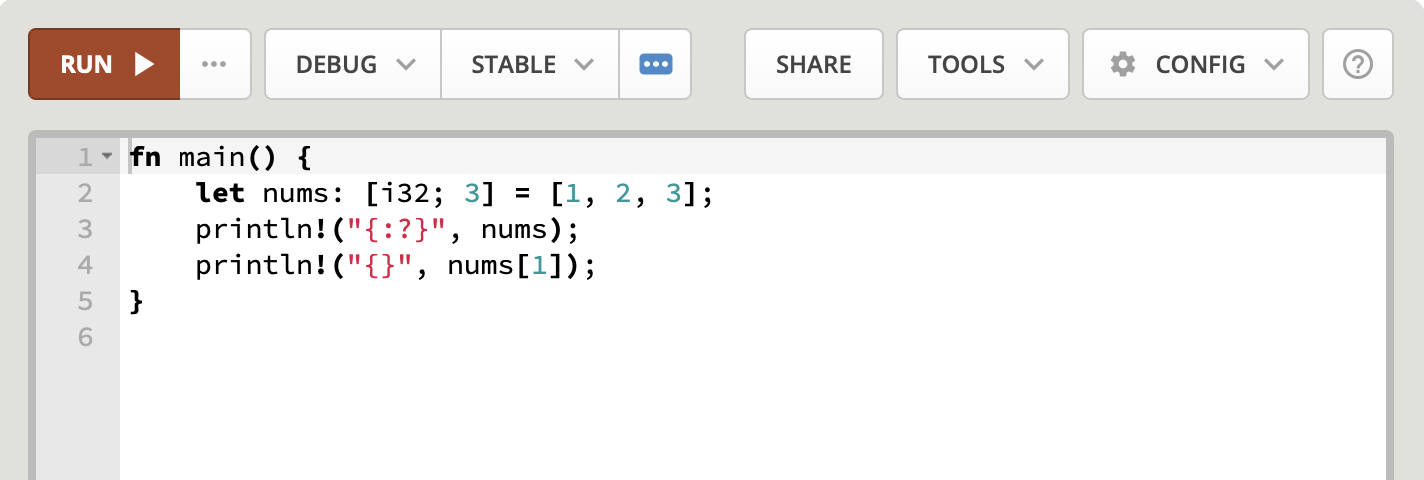 RUN DEBUG STABLE SHARE TOOLS CONFIG
1 fn main() {
2     let nums: [i32; 3] = [1, 2, 3];
3     println!("{:?}", nums);
4     println!("{}", nums[1]);
5 }
6